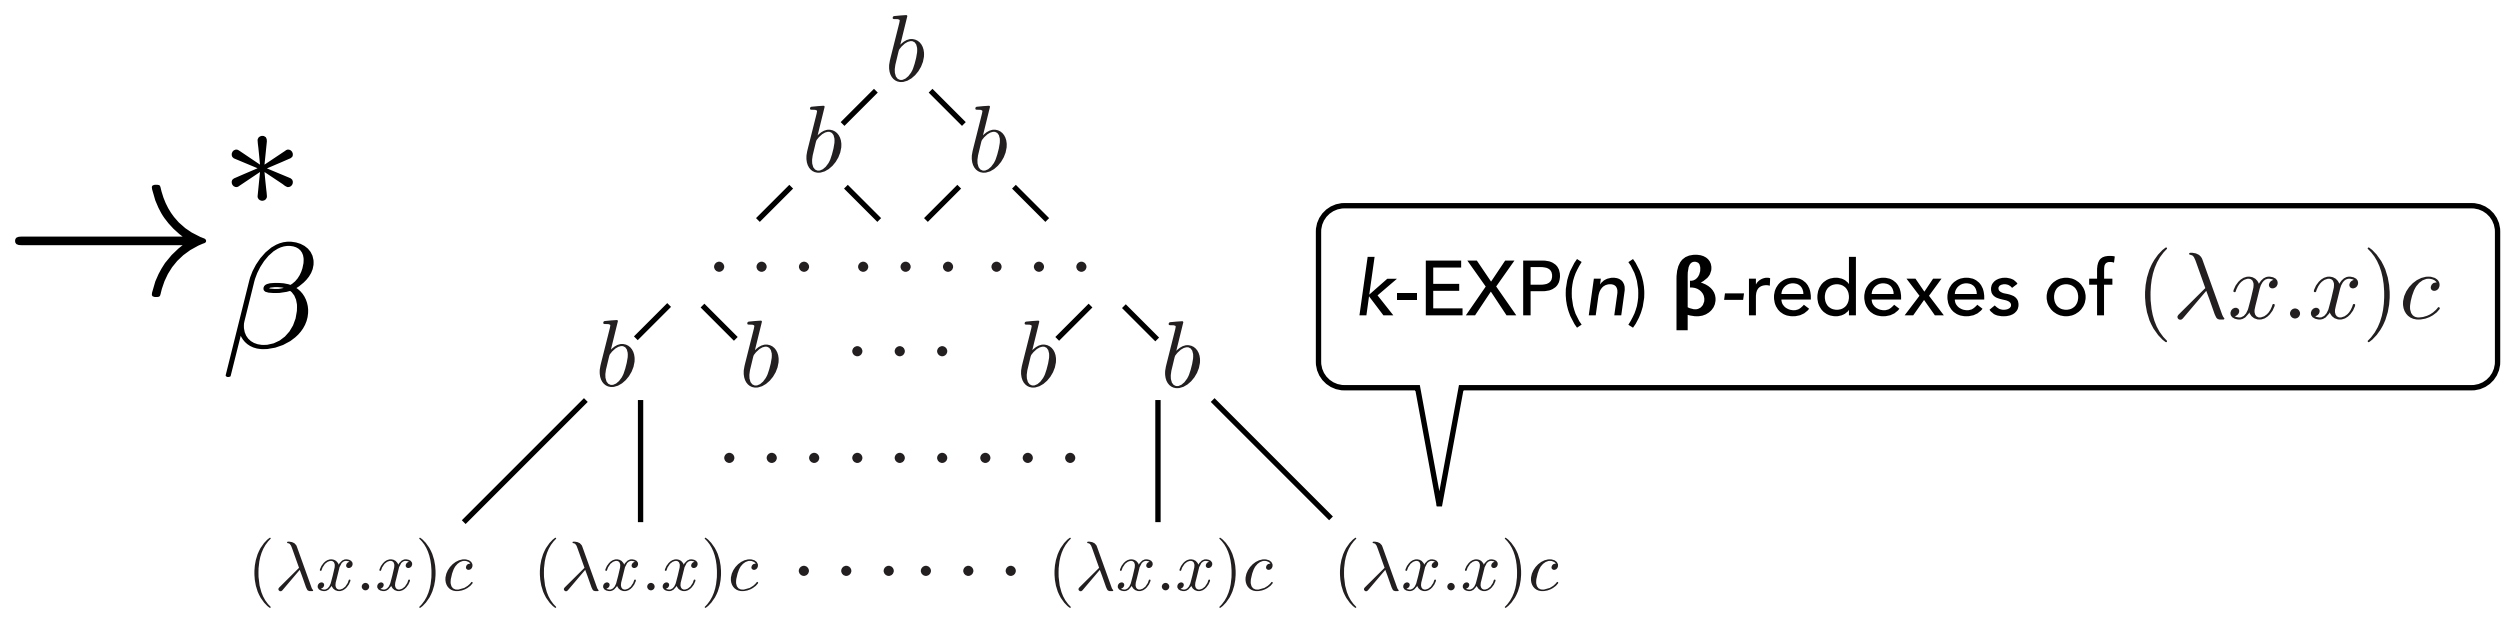 b
b b
* →β
· · · · · · · · ·
k-EXP(n) β-redexes of (λx.x)c
b b · · · b b
· · · · · · · · ·
(λx.x)c (λx.x)c · · · · · · (λx.x)c (λx.x)c